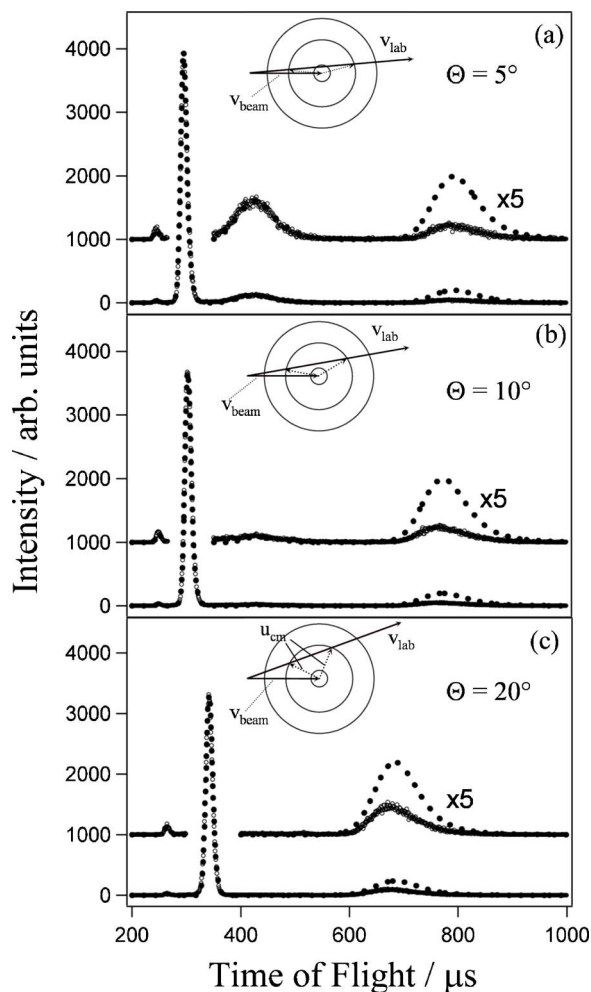 4000
3000
2000
1000
0
v_lab
v_beam
(a)
Θ = 5°
x5
4000
3000
2000
1000
0
v_lab
v_beam
(b)
Θ = 10°
x5
4000
3000
2000
1000
0
u_cm
v_lab
v_beam
(c)
Θ = 20°
x5
200 400 600 800 1000
Intensity / arb. units
Time of Flight / μs